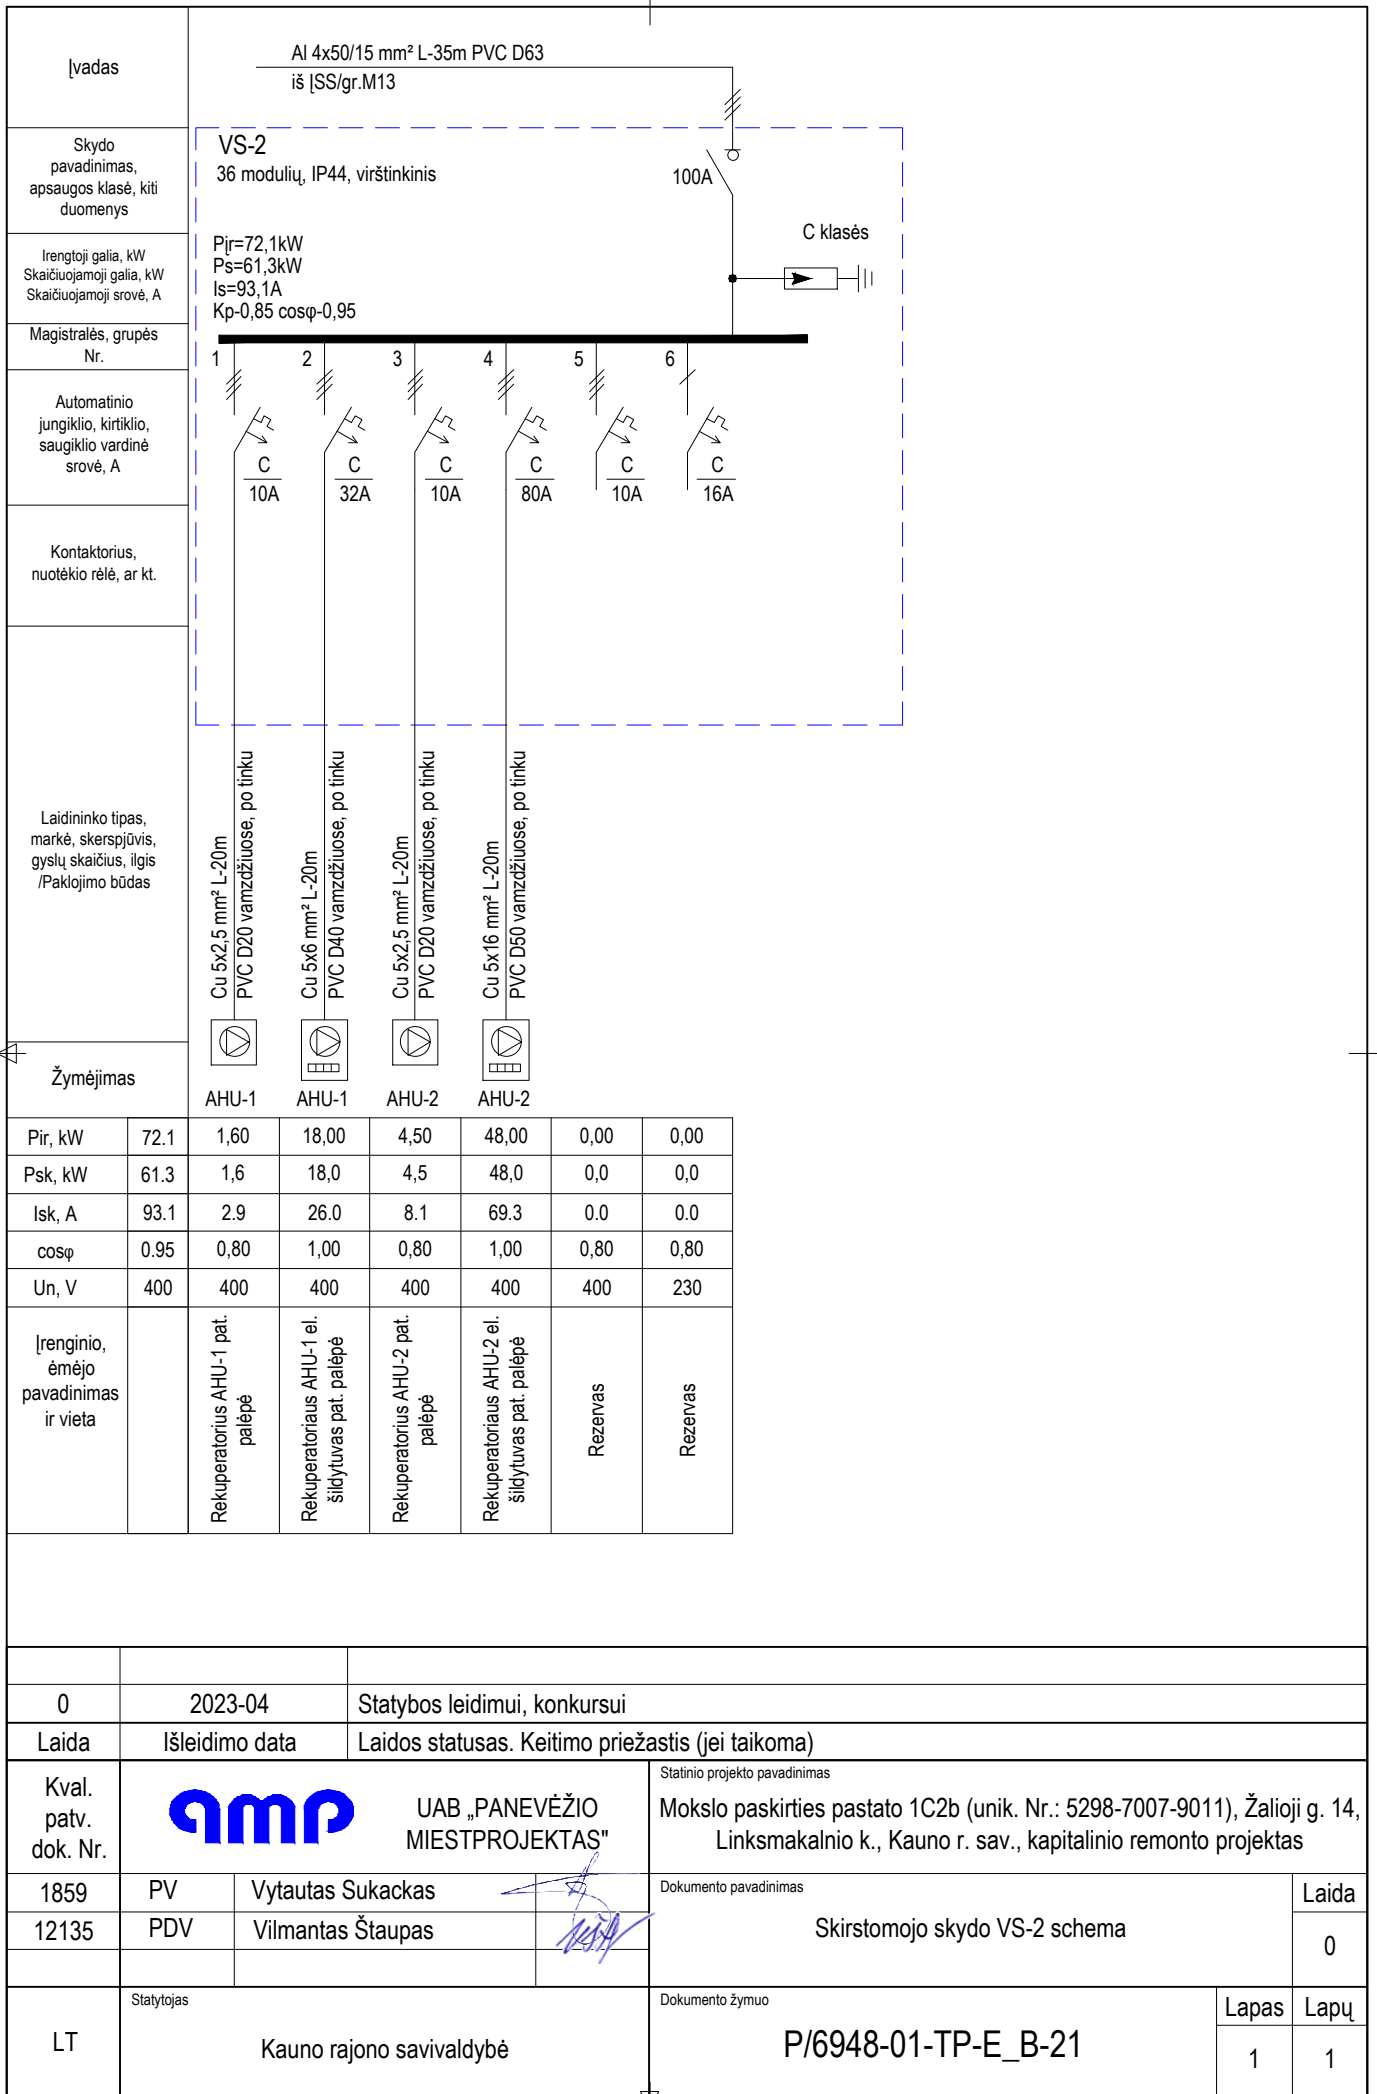 Įvadas
Al 4x50/15 mm² L-35m PVC D63
iš ĮSS/gr.M13
Skydo
pavadinimas,
apsaugos klasė, kiti
duomenys
VS-2
36 modulių, IP44, virštinkinis
100A
C klasės
Irengtoji galia, kW
Skaičiuojamoji galia, kW
Skaičiuojamoji srovė, A
Pįr=72,1kW
Ps=61,3kW
Is=93,1A
Kp-0,85 cosφ-0,95
Magistralės, grupės
Nr.
1 2 3 4 5 6
Automatinio
jungiklio, kirtiklio,
saugiklio vardinė
srovė, A
C C C C C C
10A 32A 10A 80A 10A 16A
Kontaktorius,
nuotėkio rėlė, ar kt.
Laidininko tipas,
markė, skerspjūvis,
gyslų skaičius, ilgis
/Paklojimo būdas
Cu 5x2,5 mm² L-20m
PVC D20 vamzdžiuose, po tinku
Cu 5x6 mm² L-20m
PVC D40 vamzdžiuose, po tinku
Cu 5x2,5 mm² L-20m
PVC D20 vamzdžiuose, po tinku
Cu 5x16 mm² L-20m
PVC D50 vamzdžiuose, po tinku
Žymėjimas
AHU-1 AHU-1 AHU-2 AHU-2
Pir, kW 72.1 1,60 18,00 4,50 48,00 0,00 0,00
Psk, kW 61.3 1,6 18,0 4,5 48,0 0,0 0,0
Isk, A 93.1 2.9 26.0 8.1 69.3 0.0 0.0
cosφ 0.95 0,80 1,00 0,80 1,00 0,80 0,80
Un, V 400 400 400 400 400 400 230
Įrenginio,
ėmėjo
pavadinimas
ir vieta
Rekuperatorius AHU-1 pat.
palėpė
Rekuperatoriaus AHU-1 el.
šildytuvas pat. palėpė
Rekuperatorius AHU-2 pat.
palėpė
Rekuperatoriaus AHU-2 el.
šildytuvas pat. palėpė
Rezervas
Rezervas
0 2023-04 Statybos leidimui, konkursui
Laida Išleidimo data Laidos statusas. Keitimo priežastis (jei taikoma)
Kval.
patv.
dok. Nr.
amp
UAB „PANEVĖŽIO
MIESTPROJEKTAS"
Statinio projekto pavadinimas
Mokslo paskirties pastato 1C2b (unik. Nr.: 5298-7007-9011), Žalioji g. 14,
Linksmakalnio k., Kauno r. sav., kapitalinio remonto projektas
1859 PV Vytautas Sukackas
12135 PDV Vilmantas Štaupas
Dokumento pavadinimas
Skirstomojo skydo VS-2 schema
Laida
0
LT
Statytojas
Kauno rajono savivaldybė
Dokumento žymuo
P/6948-01-TP-E_B-21
Lapas Lapų
1 1